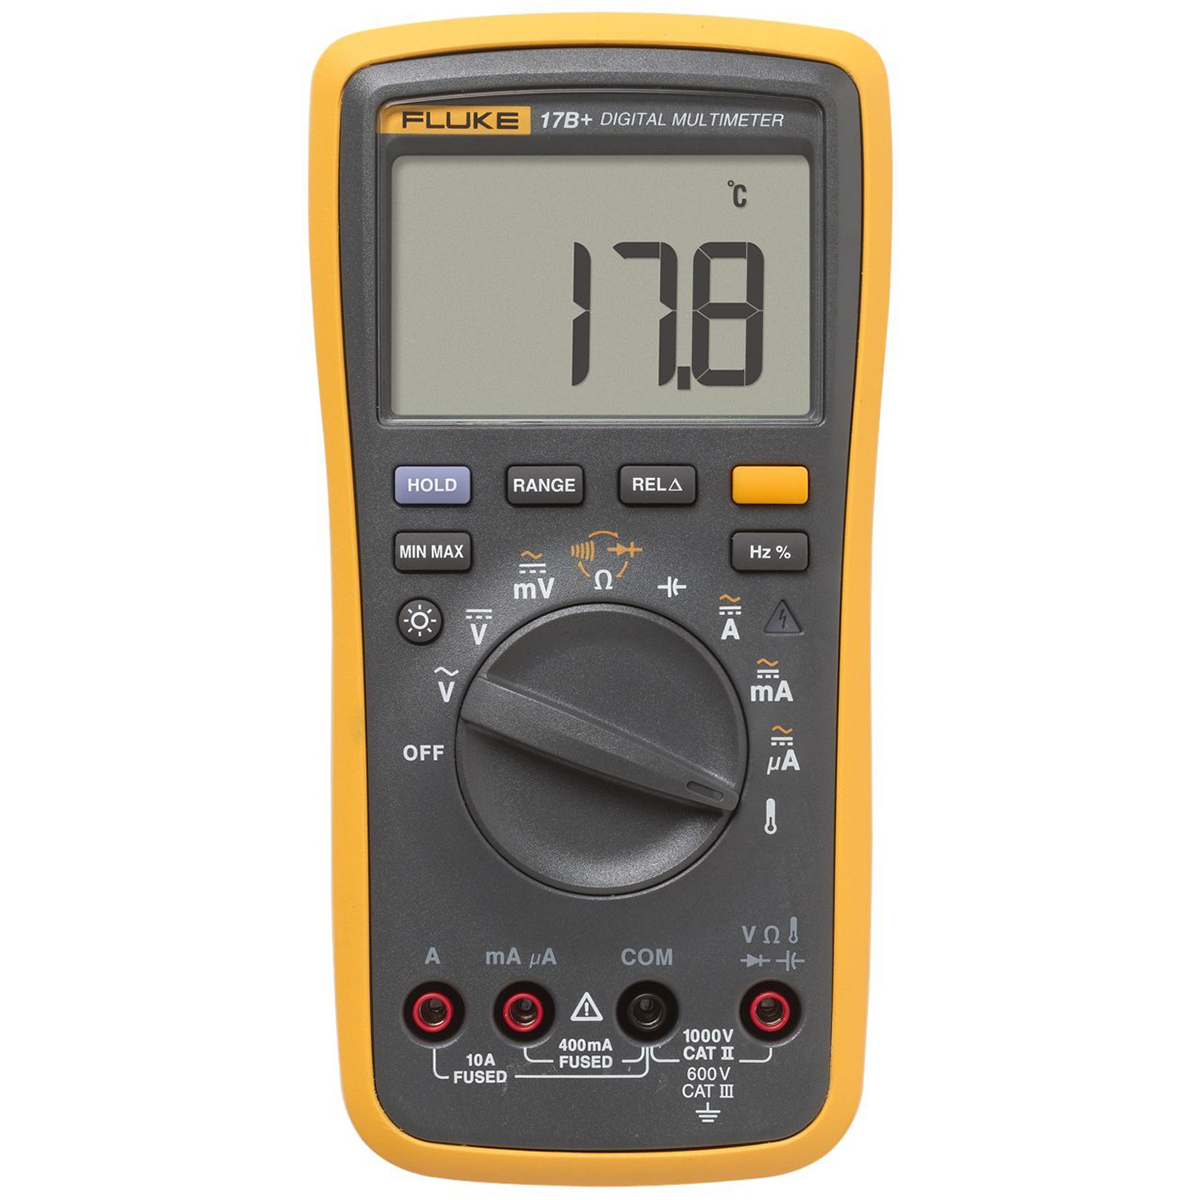 FLUKE 17B+ DIGITAL MULTIMETER
°C
17.8
HOLD RANGE REL△
MIN MAX Hz %
mV Ω
V A
V mA
OFF μA
V Ω
A mA μA COM
1000V
400mA CAT II
10A FUSED 600V
FUSED CAT III